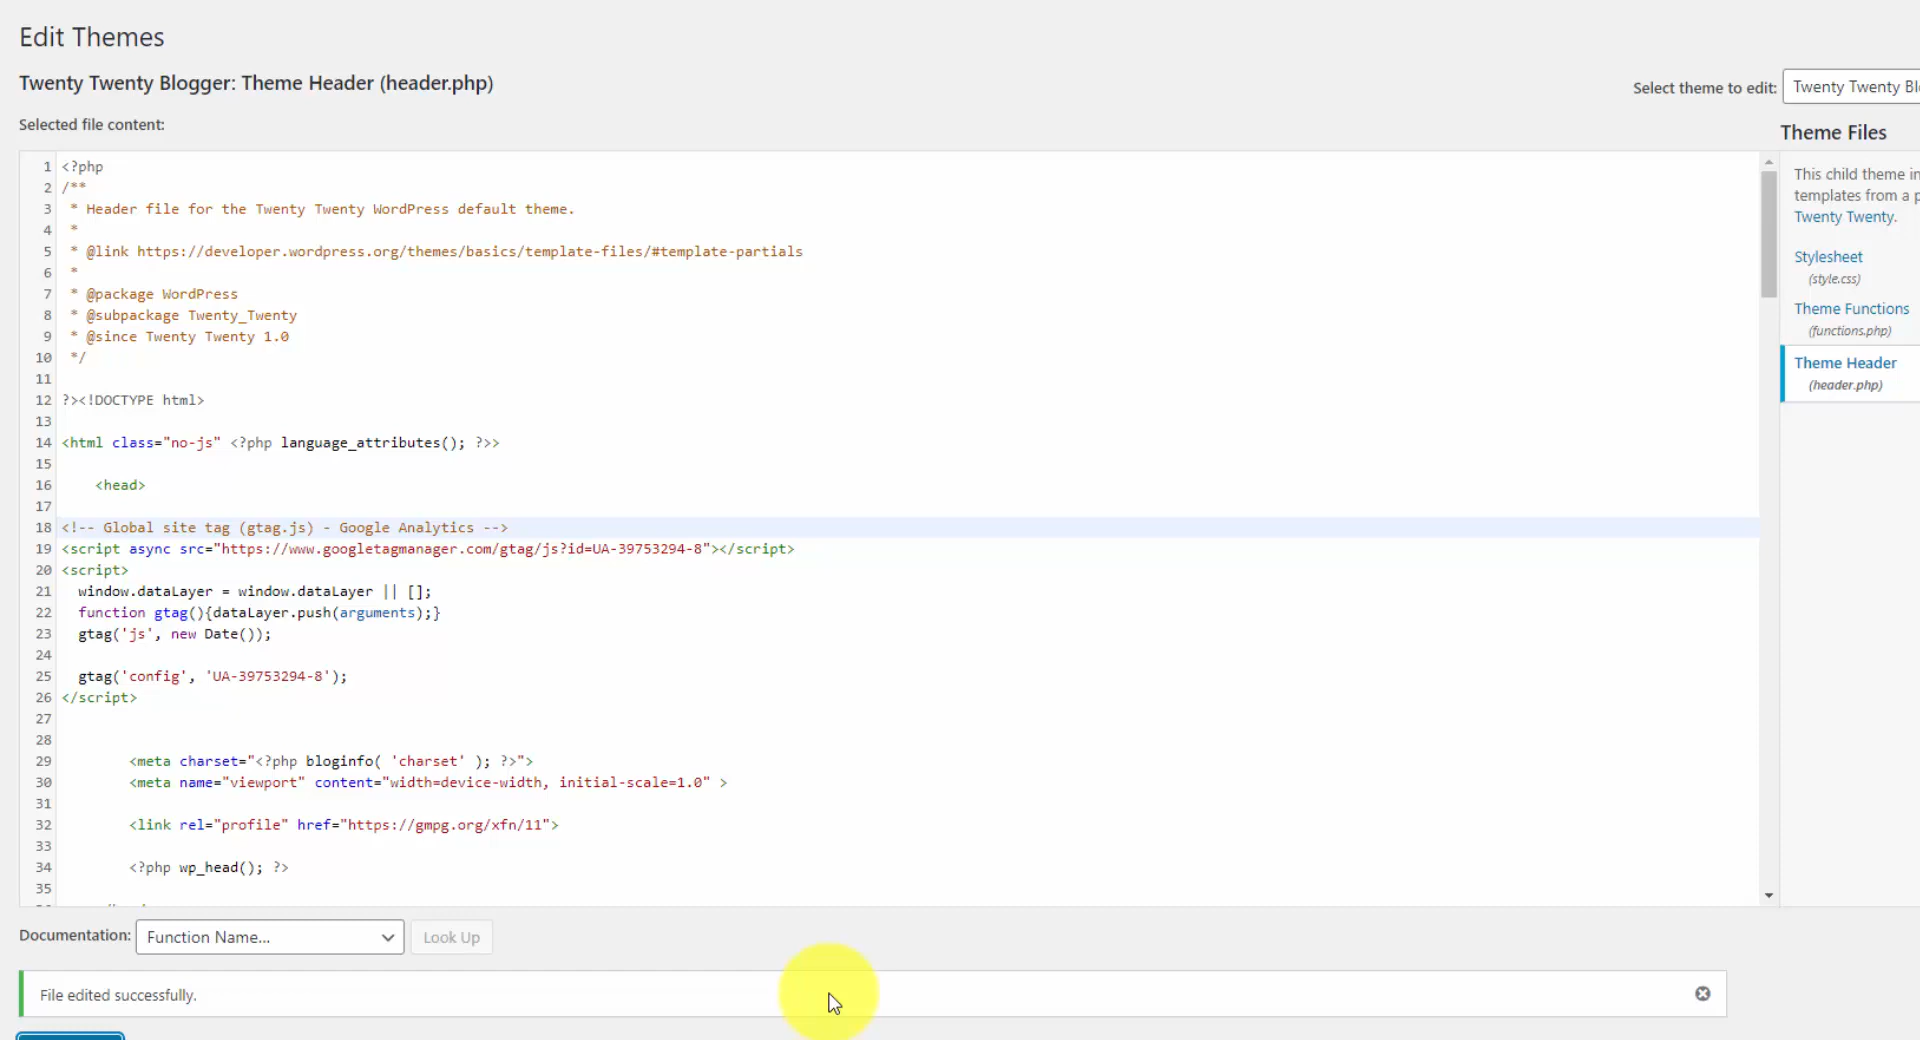 Edit Themes
Twenty Twenty Blogger: Theme Header (header.php)
Select theme to edit: Twenty Twenty
Selected file content:
Theme Files
1 <?php
2 /**
3 * Header file for the Twenty Twenty WordPress default theme.
4 *
5 * @link https://developer.wordpress.org/themes/basics/template-files/#template-partials
6 *
7 * @package WordPress
8 * @subpackage Twenty_Twenty
9 * @since Twenty Twenty 1.0
10 */
11
12 ?><!DOCTYPE html>
13
14 <html class="no-js" <?php language_attributes(); ?>>
15
16 <head>
17
18 <!-- Global site tag (gtag.js) - Google Analytics -->
19 <script async src="https://www.googletagmanager.com/gtag/js?id=UA-39753294-8"></script>
20 <script>
21 window.dataLayer = window.dataLayer || [];
22 function gtag(){dataLayer.push(arguments);}
23 gtag('js', new Date());
24
25 gtag('config', 'UA-39753294-8');
26 </script>
27
28
29 <meta charset="<?php bloginfo( 'charset' ); ?>">
30 <meta name="viewport" content="width=device-width, initial-scale=1.0" >
31
32 <link rel="profile" href="https://gmpg.org/xfn/11">
33
34 <?php wp_head(); ?>
35
This child theme
templates from a
Twenty Twenty.
Stylesheet
(style.css)
Theme Functions
(functions.php)
Theme Header
(header.php)
Documentation: Function Name... Look Up
File edited successfully.